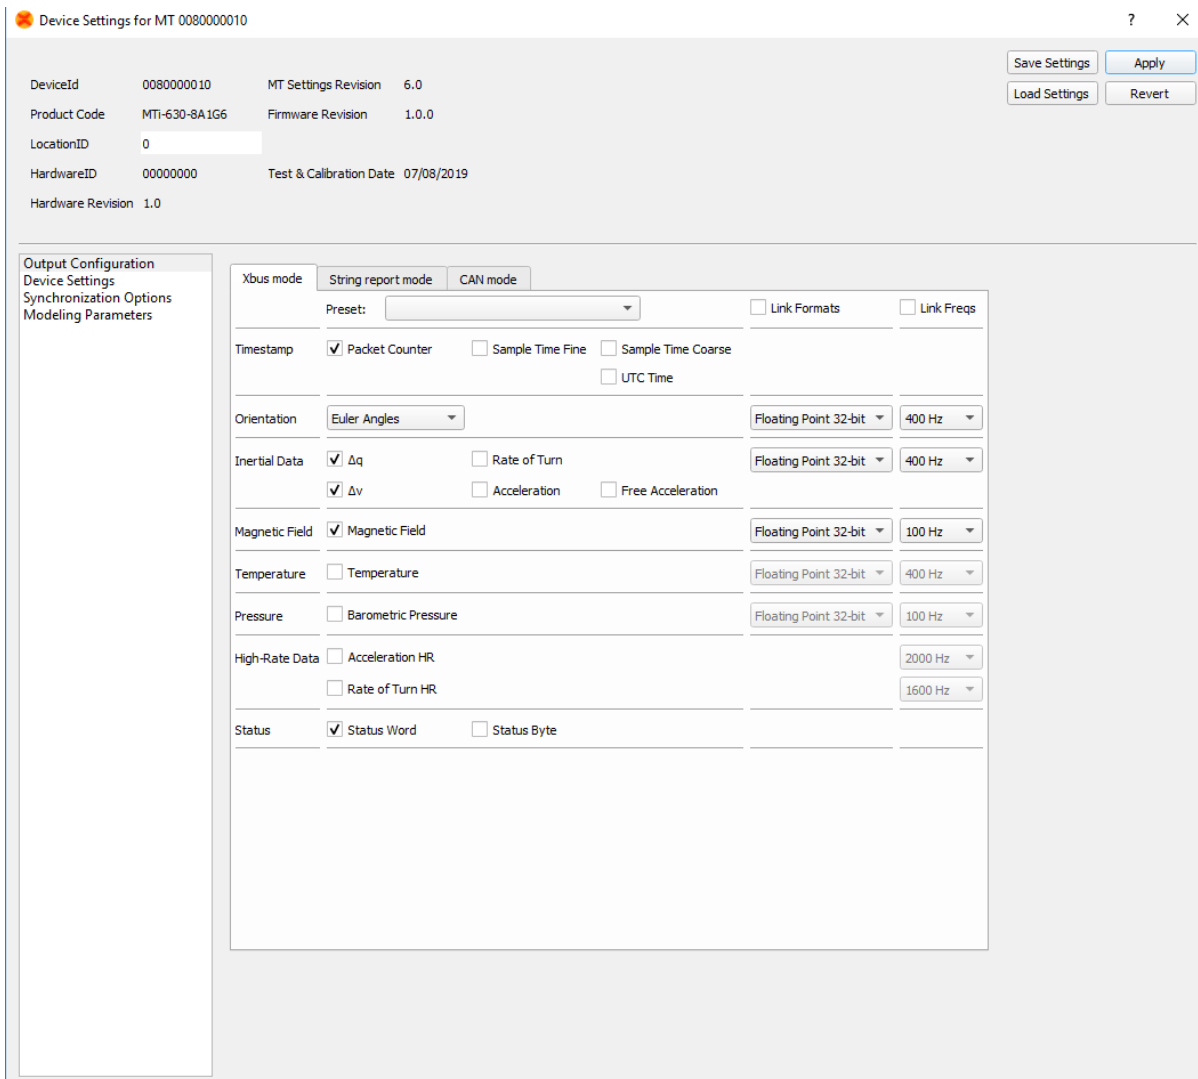 Device Settings for MT 0080000010
?
Save Settings Apply
DeviceId 0080000010 MT Settings Revision 6.0
Load Settings Revert
Product Code MTi-630-8A1G6 Firmware Revision 1.0.0
LocationID 0
HardwareID 00000000 Test & Calibration Date 07/08/2019
Hardware Revision 1.0
Output Configuration
Device Settings
Synchronization Options
Modeling Parameters
Xbus mode String report mode CAN mode
Preset: Link Formats Link Freqs
Timestamp Packet Counter Sample Time Fine Sample Time Coarse
UTC Time
Orientation Euler Angles Floating Point 32-bit 400 Hz
Inertial Data Δq Rate of Turn Floating Point 32-bit 400 Hz
Δv Acceleration Free Acceleration
Magnetic Field Magnetic Field Floating Point 32-bit 100 Hz
Temperature Temperature Floating Point 32-bit 400 Hz
Pressure Barometric Pressure Floating Point 32-bit 100 Hz
High-Rate Data Acceleration HR 2000 Hz
Rate of Turn HR 1600 Hz
Status Status Word Status Byte